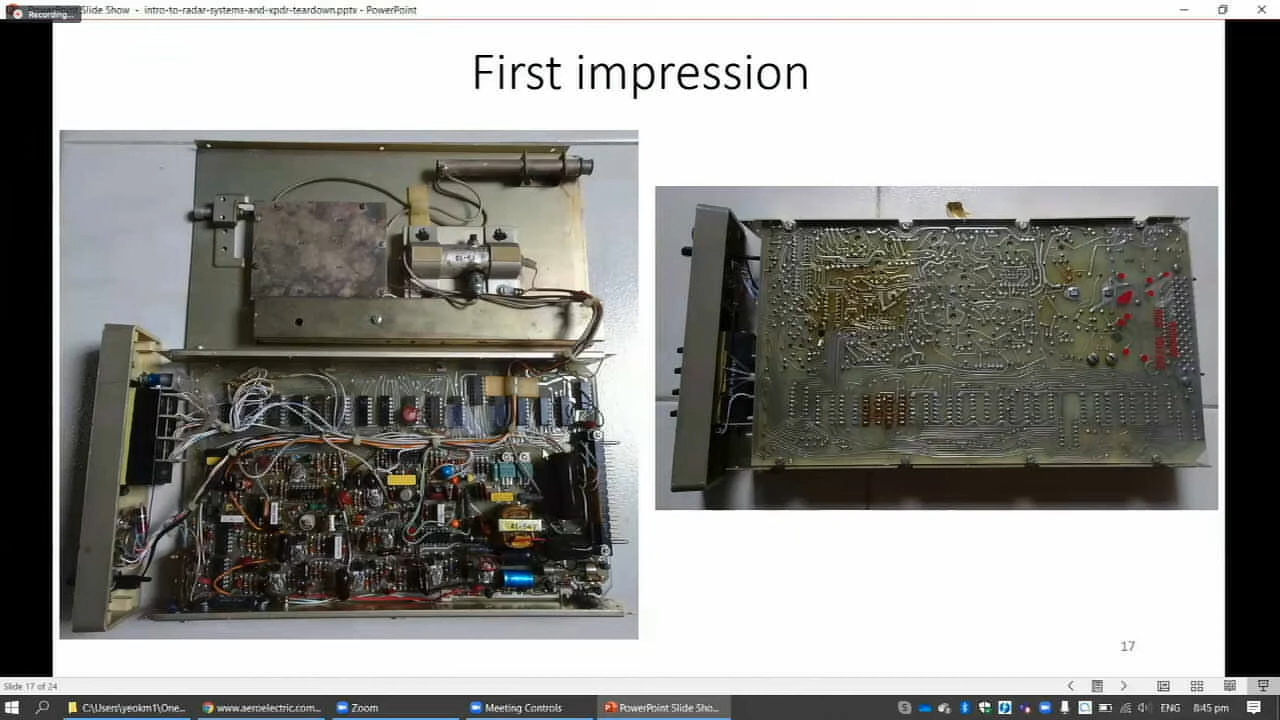 PowerPoint Slide Show - intro-to-radar-systems-and-xpdr-teardown.pptx - PowerPoint
Recording...
First impression
17
Slide 17 of 24
C:\Users\yeokm1\One...
www.aeroelectric.com...
Zoom
Meeting Controls
PowerPoint Slide Sho...
ENG
8:45 pm